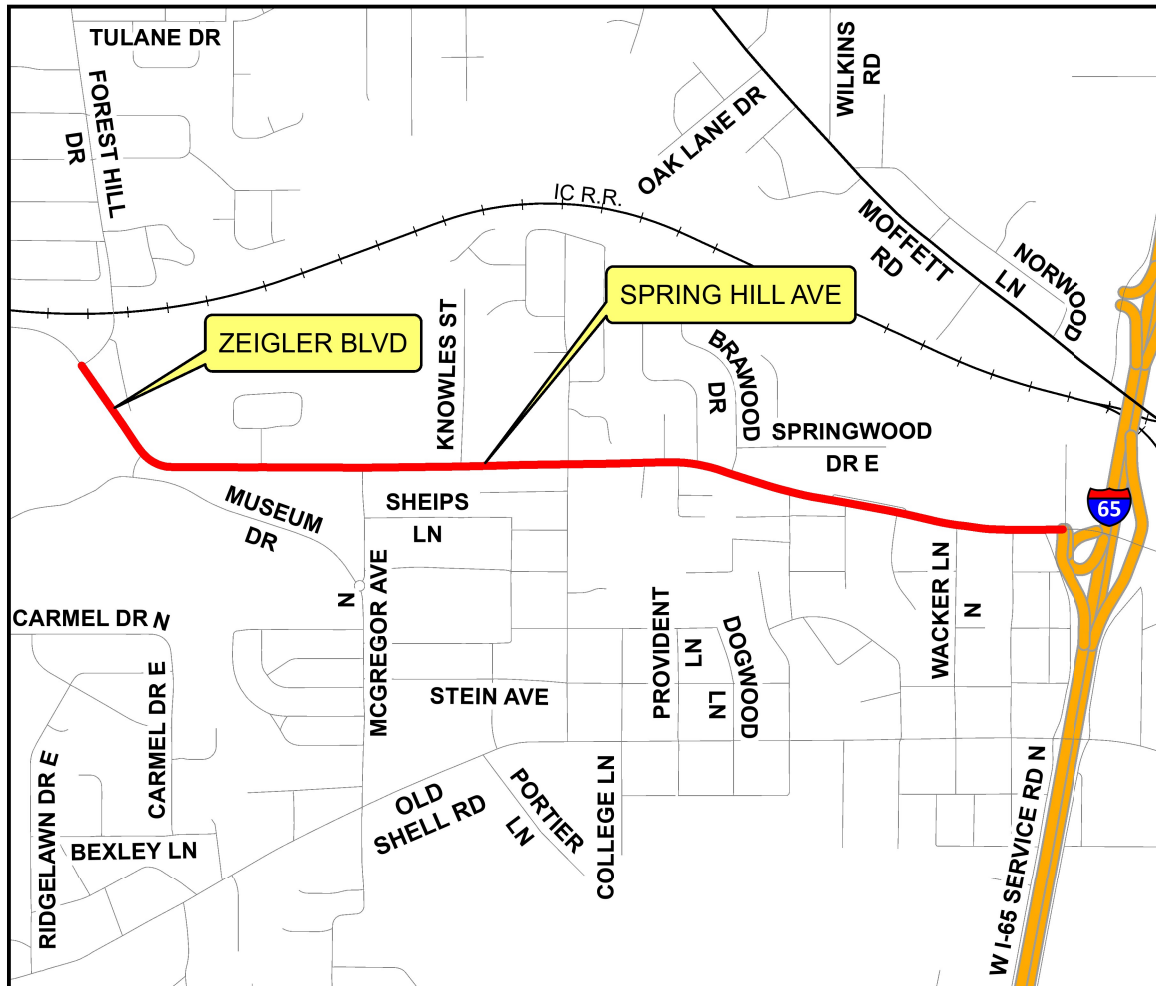 TULANE DR
FOREST HILL
DR
WILKINS
RD
OAK LANE DR
IC R.R.
MOFFETT
RD
NORWOOD
LN
SPRING HILL AVE
ZEIGLER BLVD
KNOWLES ST
BRAWOOD
DR
SPRINGWOOD
DR E
65
MUSEUM
DR
SHEIPS
LN
MCGREGOR AVE
N
WACKER LN
N
CARMEL DR N
CARMEL DR E
STEIN AVE
PROVIDENT
LN
DOGWOOD
LN
RIDGELAWN DR E
BEXLEY LN
OLD
SHELL RD
PORTIER
LN
COLLEGE LN
W I-65 SERVICE RD N